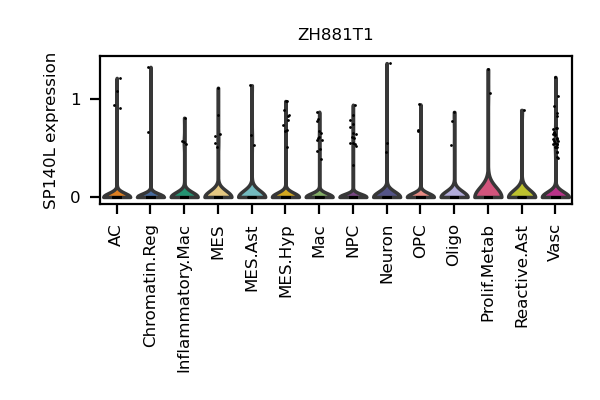 ZH881T1
SP140L expression
1
0
AC
Chromatin.Reg
Inflammatory.Mac
MES
MES.Ast
MES.Hyp
Mac
NPC
Neuron
OPC
Oligo
Prolif.Metab
Reactive.Ast
Vasc